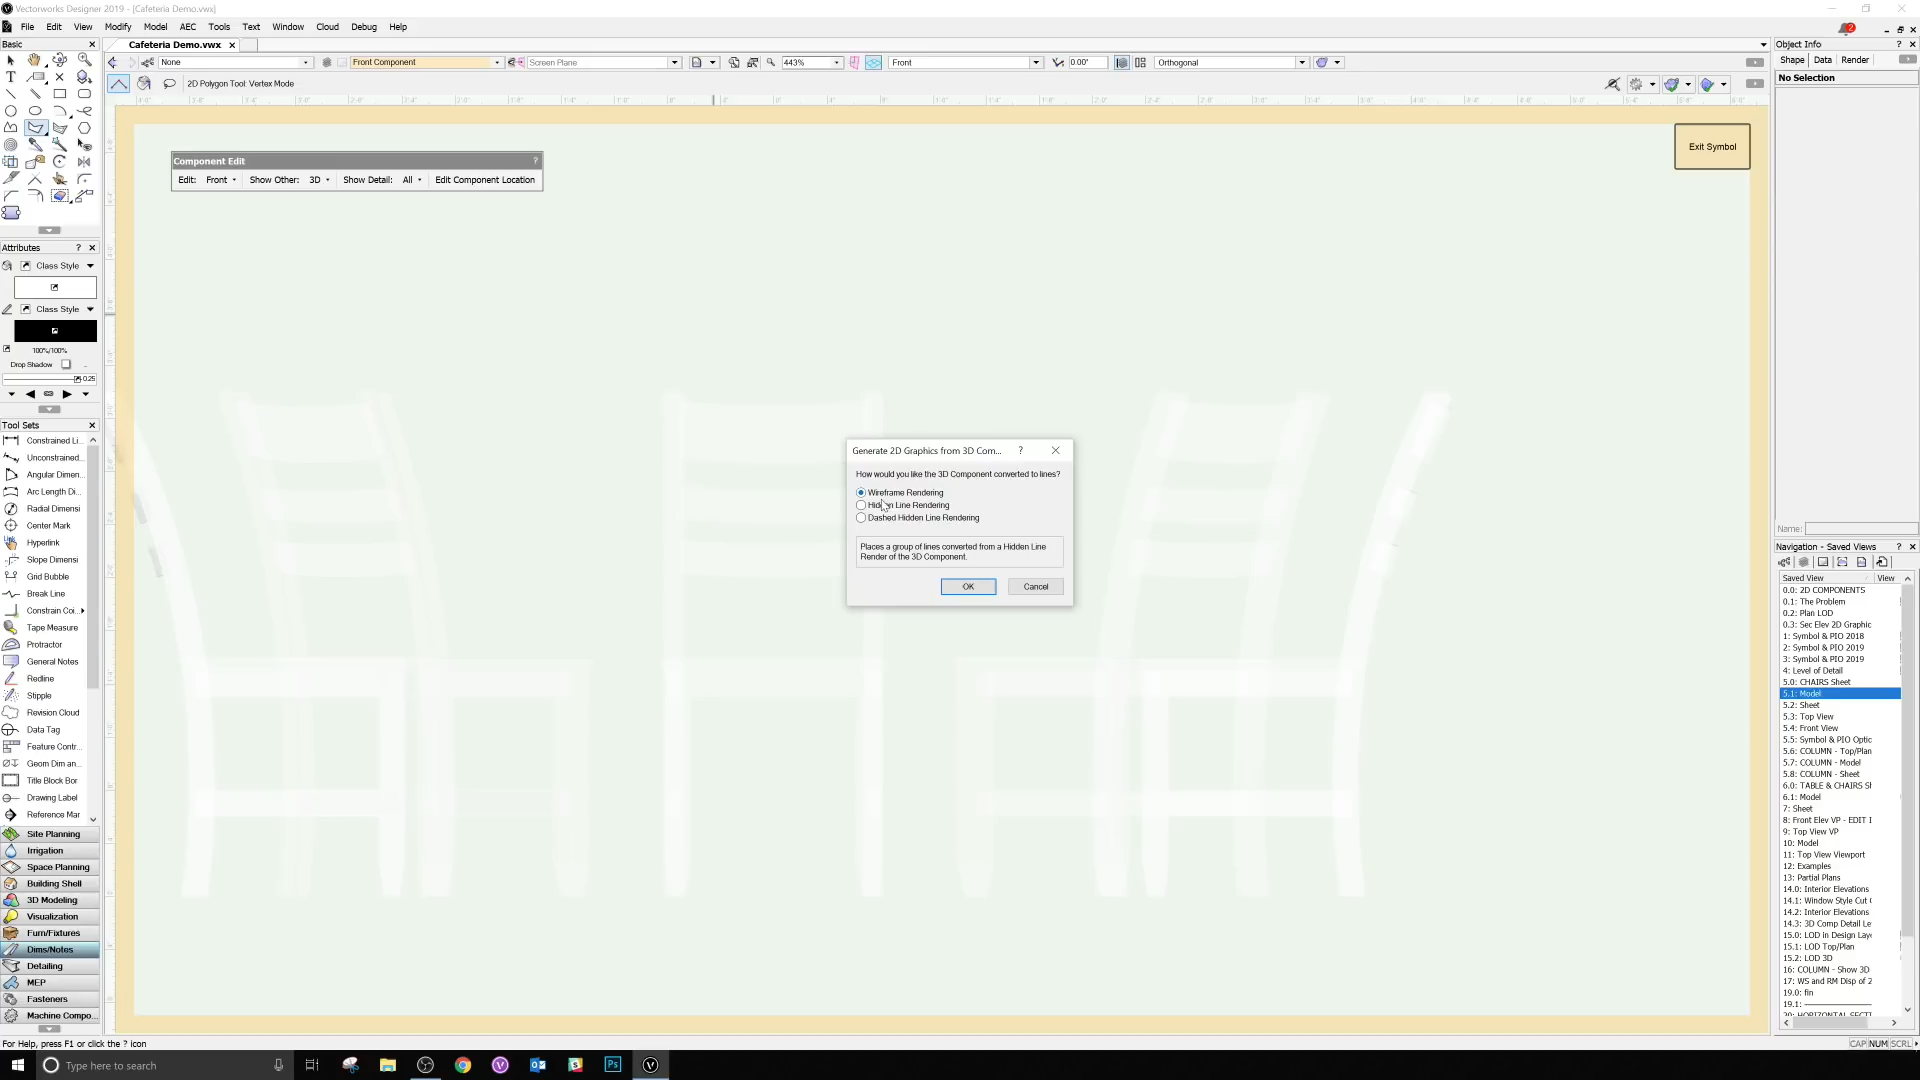 Vectorworks Designer 2019 - [Cafeteria Demo.vwx]
File Edit View Modify Model AEC Tools Text Window Cloud Debug Help
Basic
Cafeteria Demo.vwx
None Front Component Screen Plane 443% Front 0.00° Orthogonal
2D Polygon Tool: Vertex Mode
Exit Symbol
Component Edit ?
Edit: Front Show Other: 3D Show Detail: All Edit Component Location
Attributes ?
Class Style
Class Style
100%/100%
Drop Shadow
0.25
Tool Sets
Constrained Li...
Unconstrained...
Angular Dimen...
Arc Length Di...
Radial Dimensi
Center Mark
Hyperlink
Slope Dimensi
Grid Bubble
Break Line
Constrain Coi...
Tape Measure
Protractor
General Notes
Redline
Stipple
Revision Cloud
Data Tag
Feature Contr...
Geom Dim an...
Title Block Bor
Drawing Label
Reference Mar
Site Planning
Irrigation
Space Planning
Building Shell
3D Modeling
Visualization
Furn/Fixtures
Dims/Notes
Detailing
MEP
Fasteners
Machine Compo...
Generate 2D Graphics from 3D Com... ?
How would you like the 3D Component converted to lines?
Wireframe Rendering
Hidden Line Rendering
Dashed Hidden Line Rendering
Places a group of lines converted from a Hidden Line
Render of the 3D Component.
OK Cancel
Object Info ?
Shape Data Render
No Selection
Name:
Navigation - Saved Views ?
Saved View View
0.0: 2D COMPONENTS
0.1: The Problem
0.2: Plan LOD
0.3: Sec Elev 2D Graphic
1: Symbol & PIO 2018
2: Symbol & PIO 2019
3: Symbol & PIO 2019
4: Level of Detail
5.0: CHAIRS Sheet
5.1: Model
5.2: Sheet
5.3: Top View
5.4: Front View
5.5: Symbol & PIO Optic
5.6: COLUMN - Top/Plan
5.7: COLUMN - Model
5.8: COLUMN - Sheet
6.0: TABLE & CHAIRS SH
6.1: Model
7: Sheet
8: Front Elev VP - EDIT I
9: Top View VP
10: Model
11: Top View Viewport
12: Examples
13: Partial Plans
14.0: Interior Elevations
14.1: Window Style Cut
14.2: Interior Elevations
14.3: 3D Comp Detail Le
15.0: LOD in Design Lay
15.1: LOD Top/Plan
15.2: LOD 3D
16: COLUMN - Show 3D
17: WS and RM Disp of 2
19.0: fin
19.1: ————
For Help, press F1 or click the ? icon
CAP NUM SCRL
Type here to search
Ps